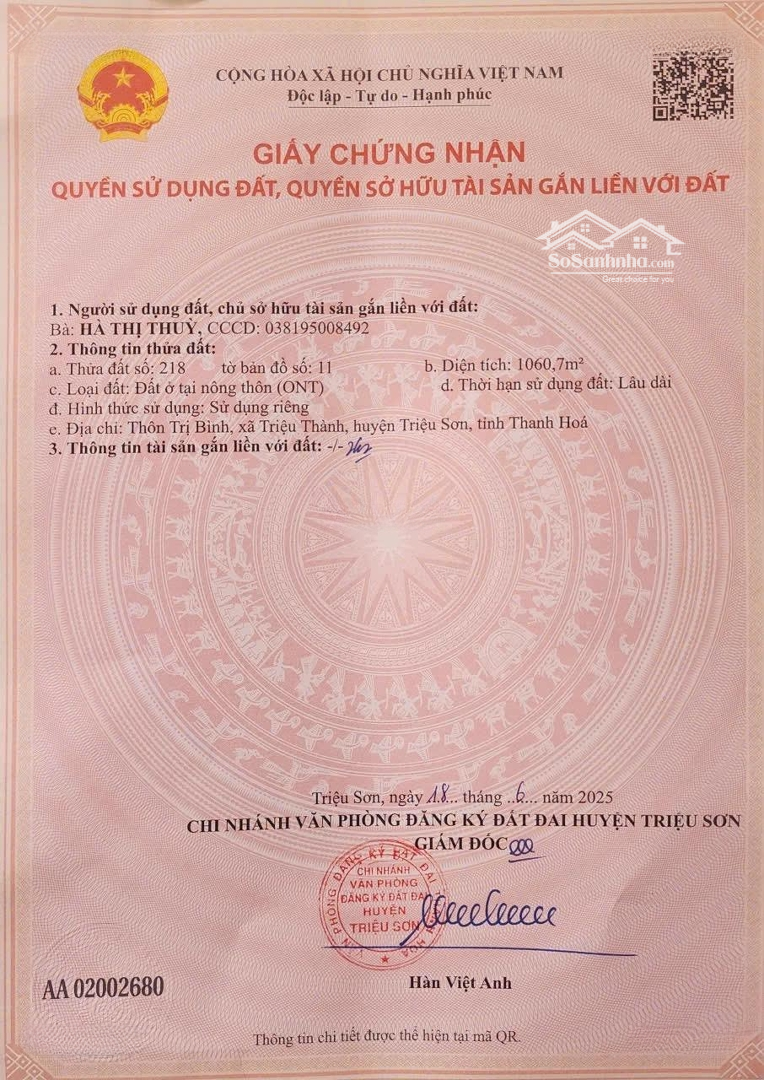 CỘNG HÒA XÃ HỘI CHỦ NGHĨA VIỆT NAM
Độc lập - Tự do - Hạnh phúc
GIẤY CHỨNG NHẬN
QUYỀN SỬ DỤNG ĐẤT, QUYỀN SỞ HỮU TÀI SẢN GẮN LIỀN VỚI ĐẤT
SoSanhnha.com
Great choice for you
1. Người sử dụng đất, chủ sở hữu tài sản gắn liền với đất:
Bà: HÀ THỊ THUỲ, CCCD: 038195008492
2. Thông tin thửa đất:
a. Thửa đất số: 218 tờ bản đồ số: 11 b. Diện tích: 1060,7m²
c. Loại đất: Đất ở tại nông thôn (ONT) d. Thời hạn sử dụng đất: Lâu dài
đ. Hình thức sử dụng: Sử dụng riêng
e. Địa chỉ: Thôn Trị Bình, xã Triệu Thành, huyện Triệu Sơn, tỉnh Thanh Hoá
3. Thông tin tài sản gắn liền với đất: -/-
Triệu Sơn, ngày 18... tháng ..6... năm 2025
CHI NHÁNH VĂN PHÒNG ĐĂNG KÝ ĐẤT ĐAI HUYỆN TRIỆU SƠN
GIÁM ĐỐC
CHI NHÁNH
VĂN PHÒNG
ĐĂNG KÝ ĐẤT ĐAI
HUYỆN
TRIỆU SƠN
Hàn Việt Anh
AA 02002680
Thông tin chi tiết được thể hiện tại mã QR.